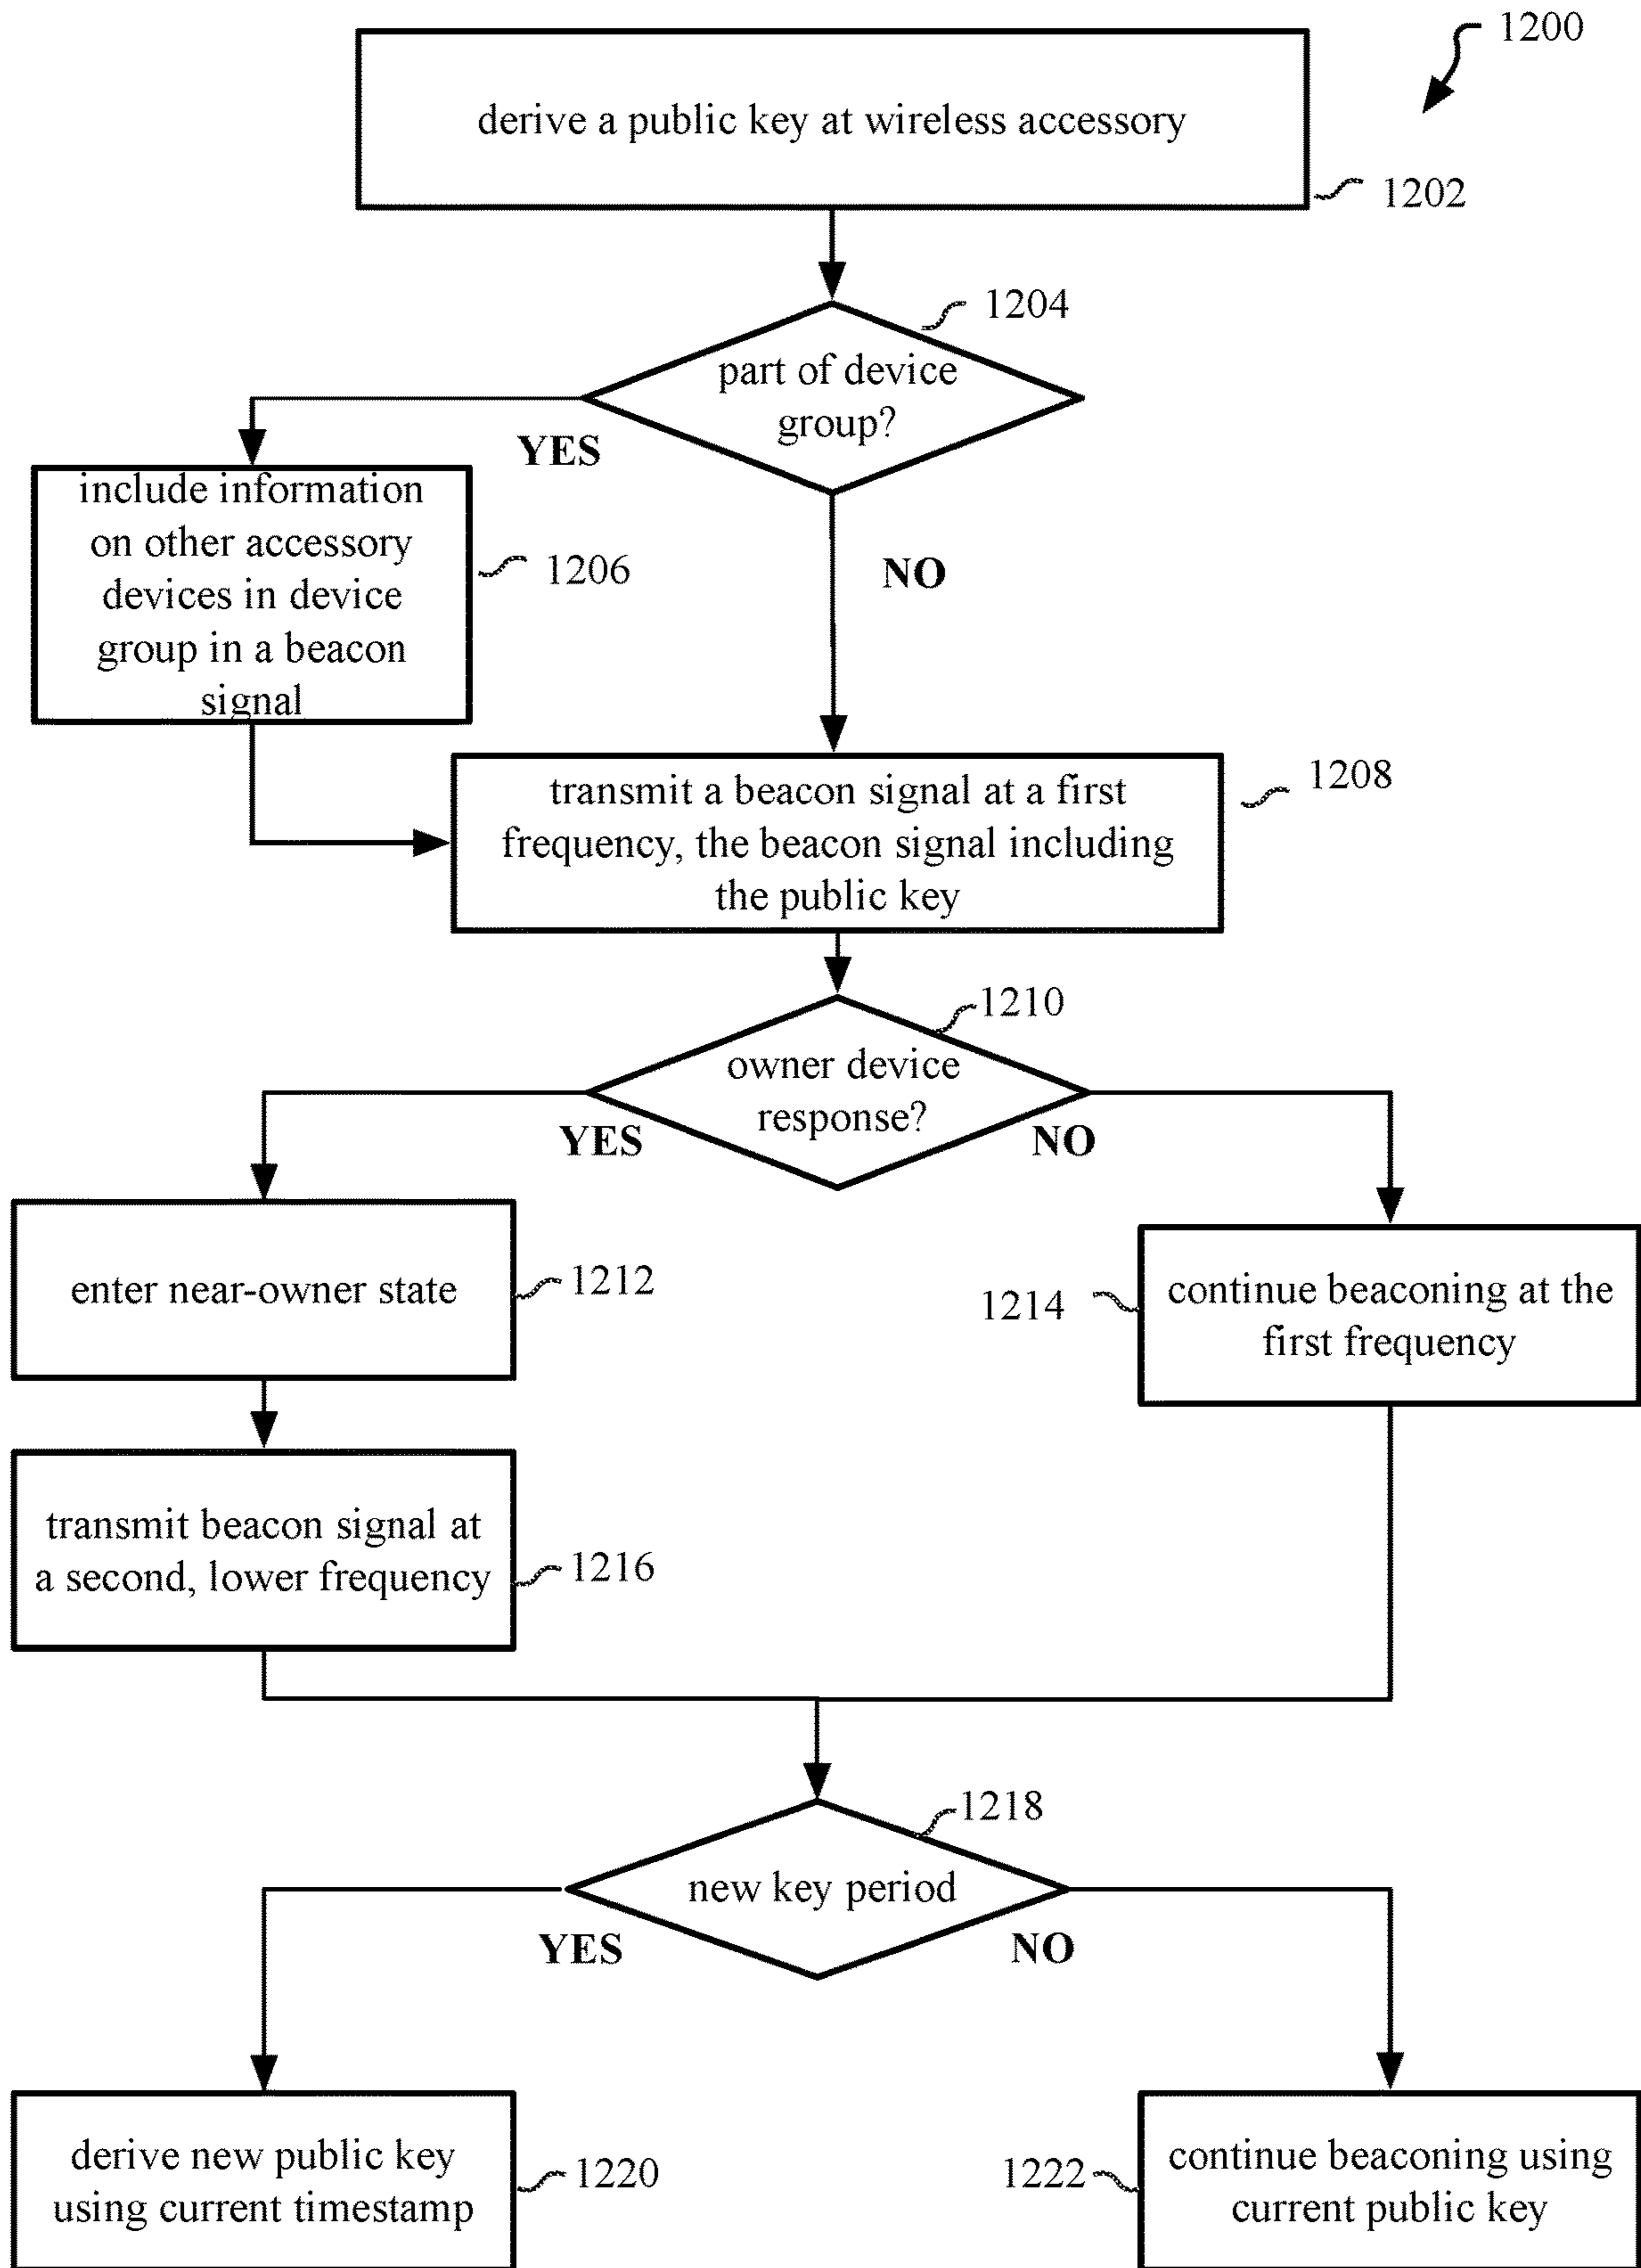 1200
derive a public key at wireless accessory
1202
1204
part of device
group?
YES
NO
include information
on other accessory
devices in device
group in a beacon
signal
1206
transmit a beacon signal at a first
frequency, the beacon signal including
the public key
1208
1210
owner device
response?
YES
NO
enter near-owner state
1212
1214
continue beaconing at the
first frequency
transmit beacon signal at
a second, lower frequency
1216
1218
new key period
YES
NO
derive new public key
using current timestamp
1220
1222
continue beaconing using
current public key